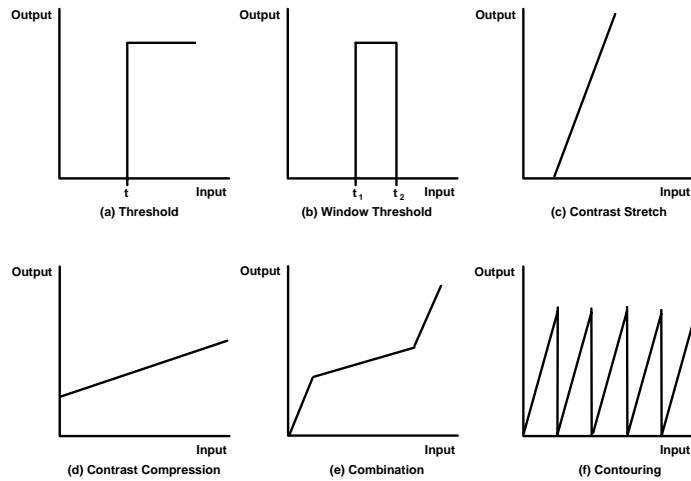 Output
t
Input
(a) Threshold
Output
t1
t2
Input
(b) Window Threshold
Output
Input
(c) Contrast Stretch
Output
Input
(d) Contrast Compression
Output
Input
(e) Combination
Output
Input
(f) Contouring